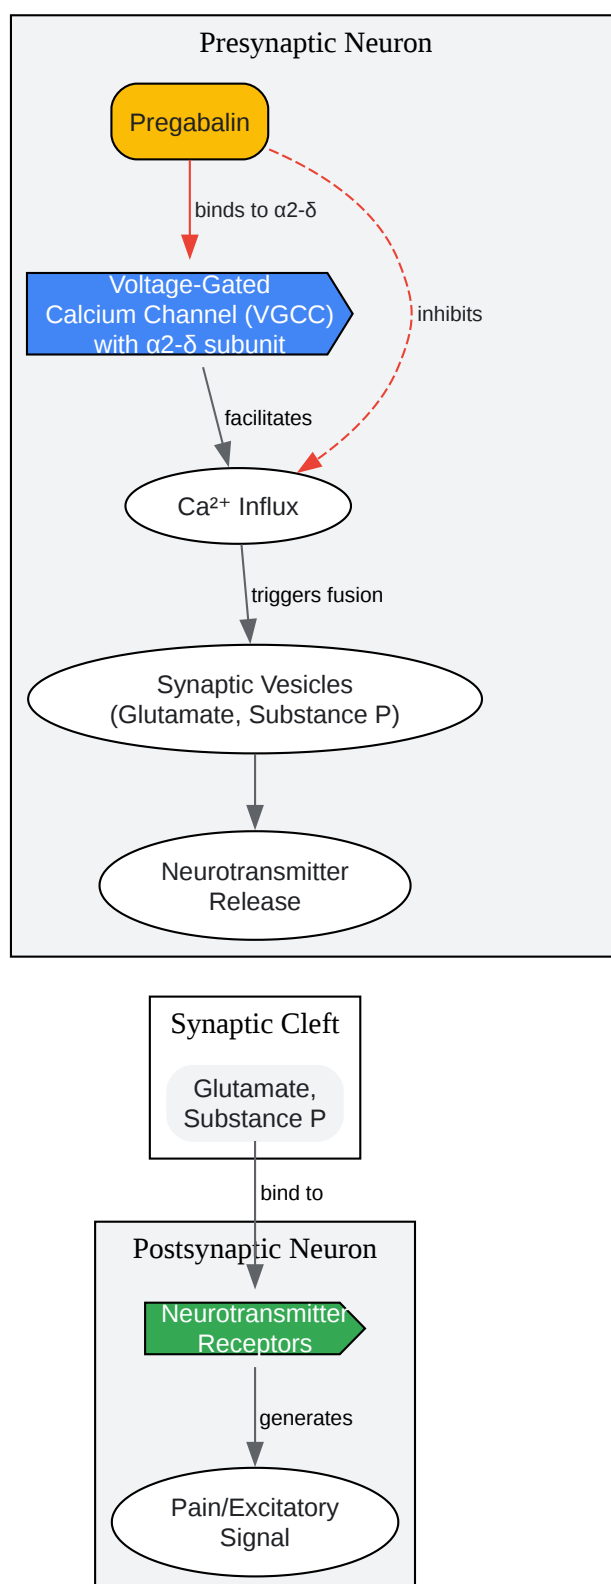 Presynaptic Neuron
Pregabalin
binds to α2-δ
Voltage-Gated
Calcium Channel (VGCC)
with α2-δ subunit
inhibits
facilitates
Ca²⁺ Influx
triggers fusion
Synaptic Vesicles
(Glutamate, Substance P)
Neurotransmitter
Release
Synaptic Cleft
Glutamate,
Substance P
bind to
Postsynaptic Neuron
Neurotransmitter
Receptors
generates
Pain/Excitatory
Signal